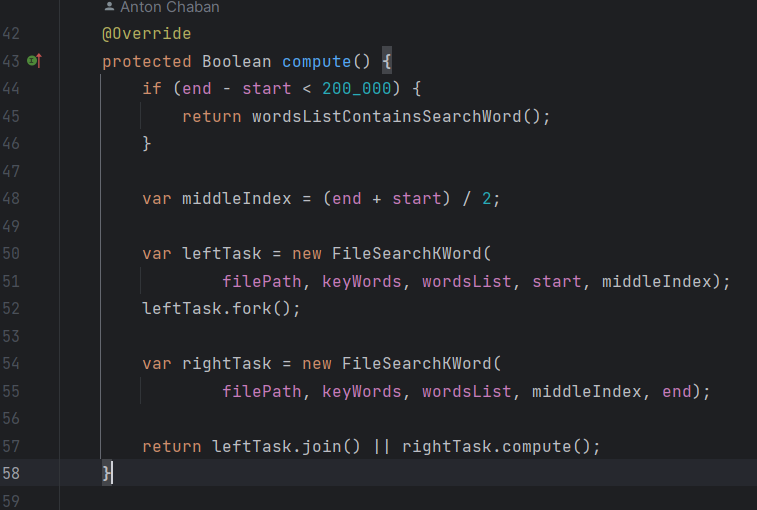 Anton Chaban
42 @Override
43 protected Boolean compute() {
44 if (end - start < 200_000) {
45 return wordsListContainsSearchWord();
46 }
47
48 var middleIndex = (end + start) / 2;
49
50 var leftTask = new FileSearchKWord(
51 filePath, keyWords, wordsList, start, middleIndex);
52 leftTask.fork();
53
54 var rightTask = new FileSearchKWord(
55 filePath, keyWords, wordsList, middleIndex, end);
56
57 return leftTask.join() || rightTask.compute();
58 }
59